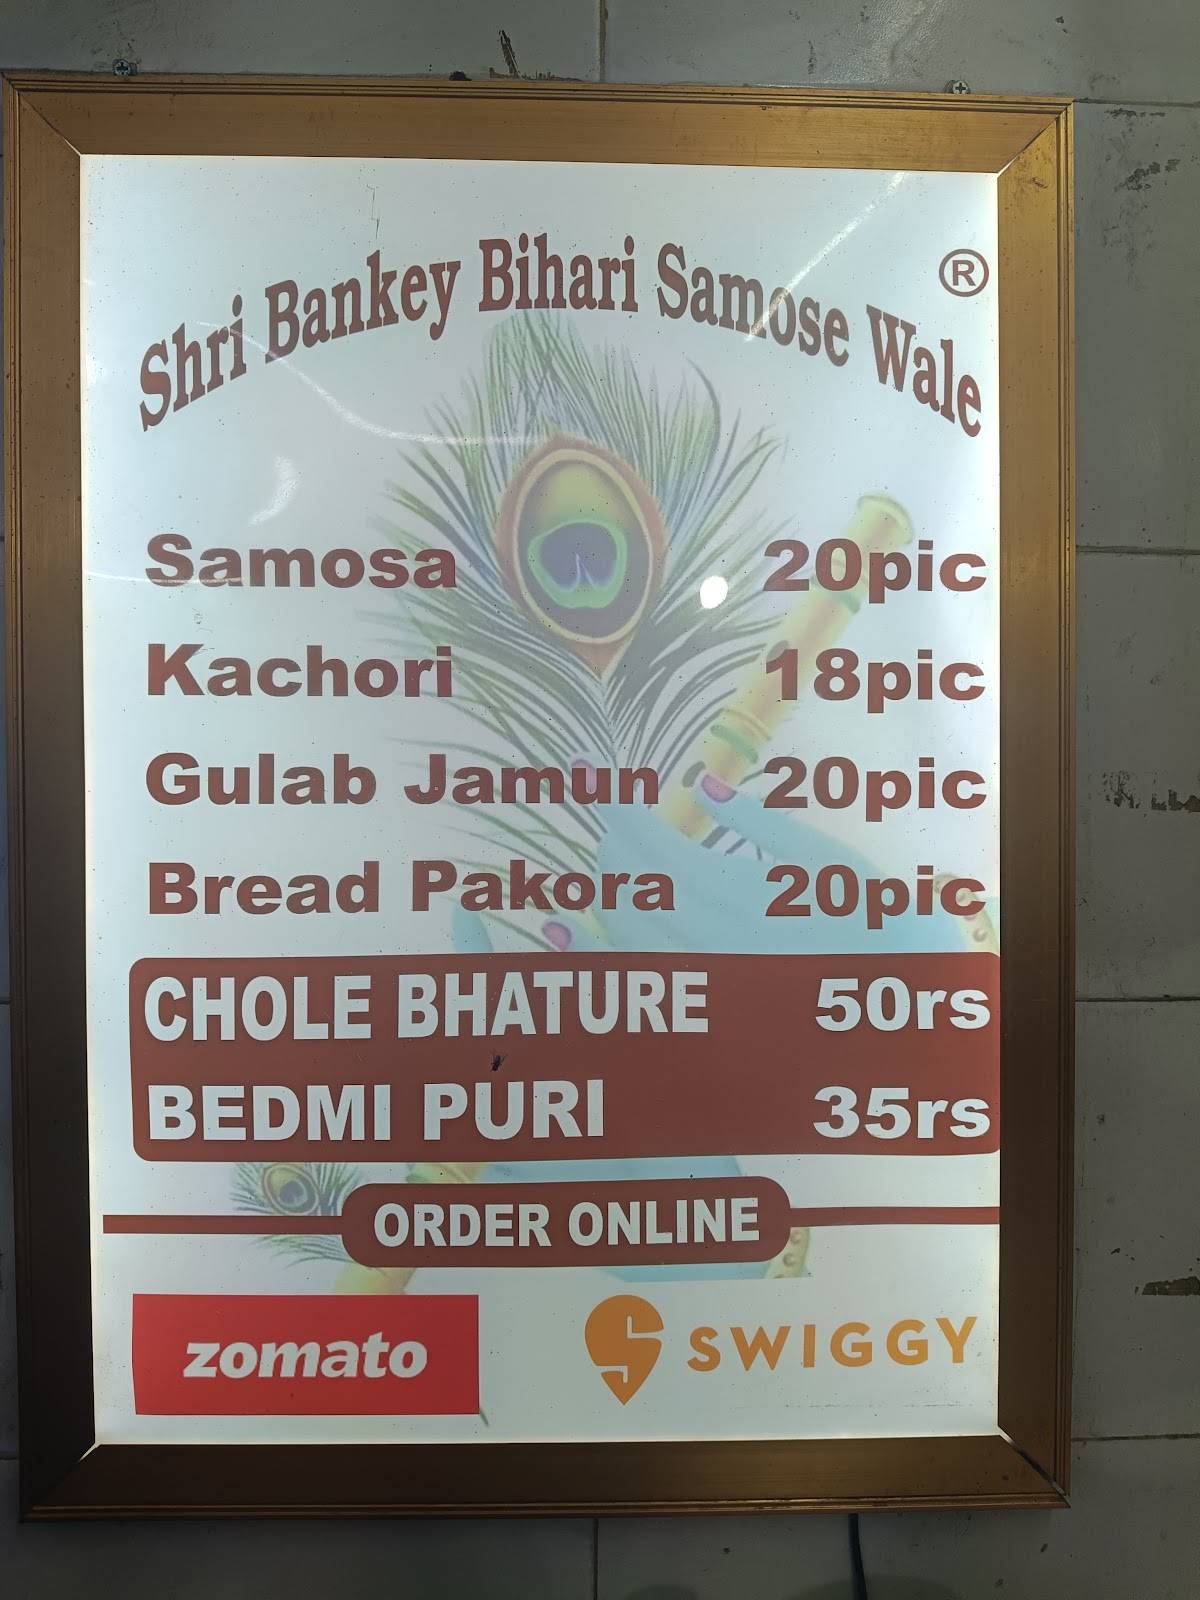 Shri Bankey Bihari Samose Wale ®
Samosa 20pic
Kachori 18pic
Gulab Jamun 20pic
Bread Pakora 20pic
CHOLE BHATURE 50rs
BEDMI PURI 35rs
ORDER ONLINE
zomato SWIGGY